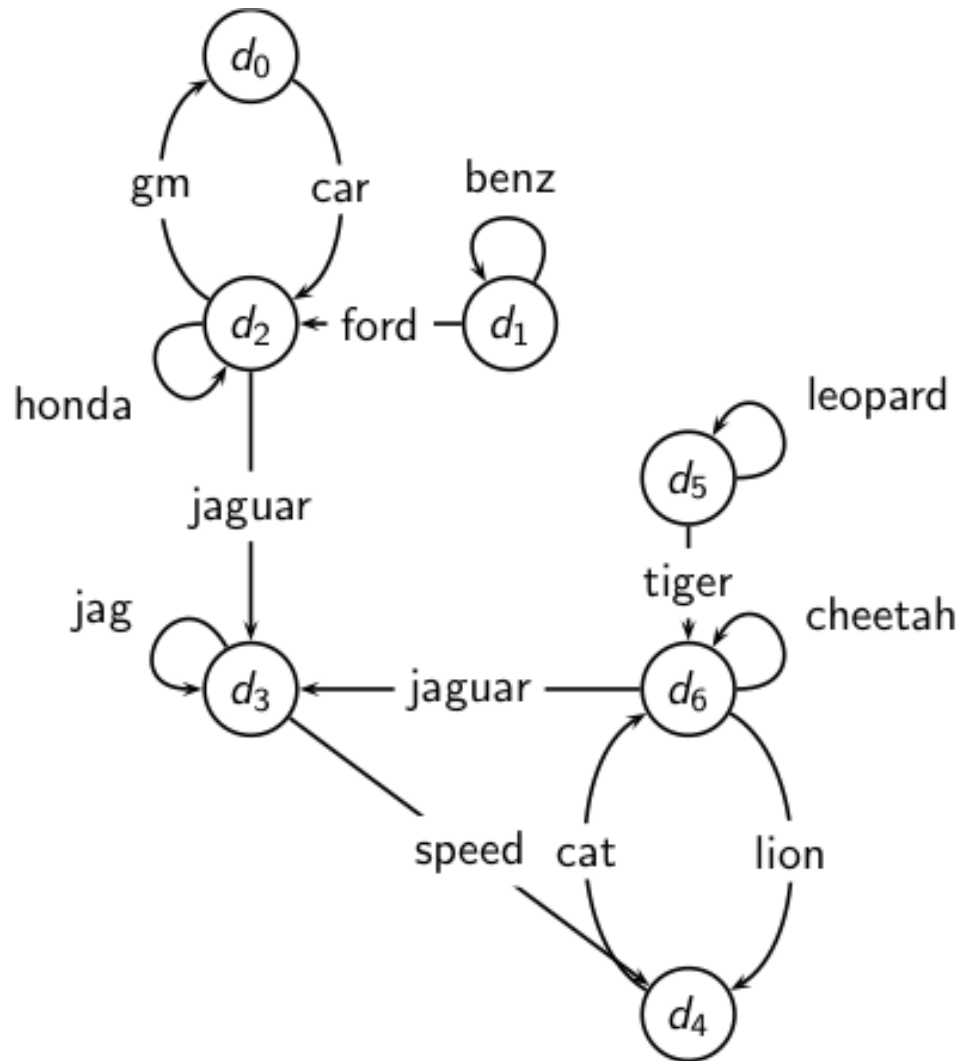 d₀
gm
car
benz
d₂
ford
d₁
honda
leopard
d₅
jaguar
tiger
jag
cheetah
d₃
jaguar
d₆
speed
cat
lion
d₄